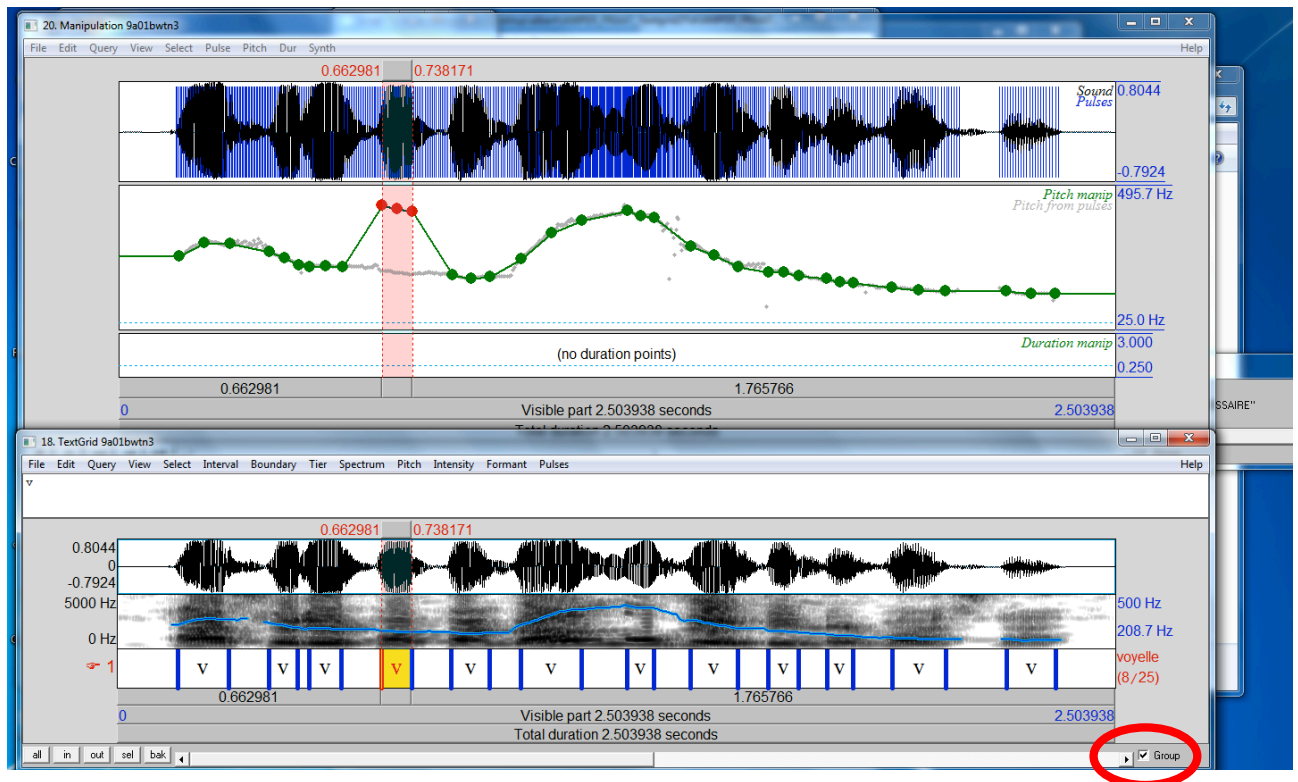 20. Manipulation 9a01bwtn3
File Edit Query View Select Pulse Pitch Dur Synth Help
0.662981 0.738171
Sound 0.8044
Pulses
-0.7924
Pitch manip 495.7 Hz
Pitch from pulses
25.0 Hz
Duration manip 3.000
(no duration points)
0.250
0.662981 1.765766
0 Visible part 2.503938 seconds 2.503938
Total duration 2.503938 seconds
SSAIRE"
18. TextGrid 9a01bwtn3
File Edit Query View Select Interval Boundary Tier Spectrum Pitch Intensity Formant Pulses Help
v
0.662981 0.738171
0.8044
0
-0.7924
5000 Hz 500 Hz
0 Hz 208.7 Hz
1 v v v v v v v v v v v v voyelle
(8/25)
0.662981 1.765766
0 Visible part 2.503938 seconds 2.503938
Total duration 2.503938 seconds
all in out sel bak Group